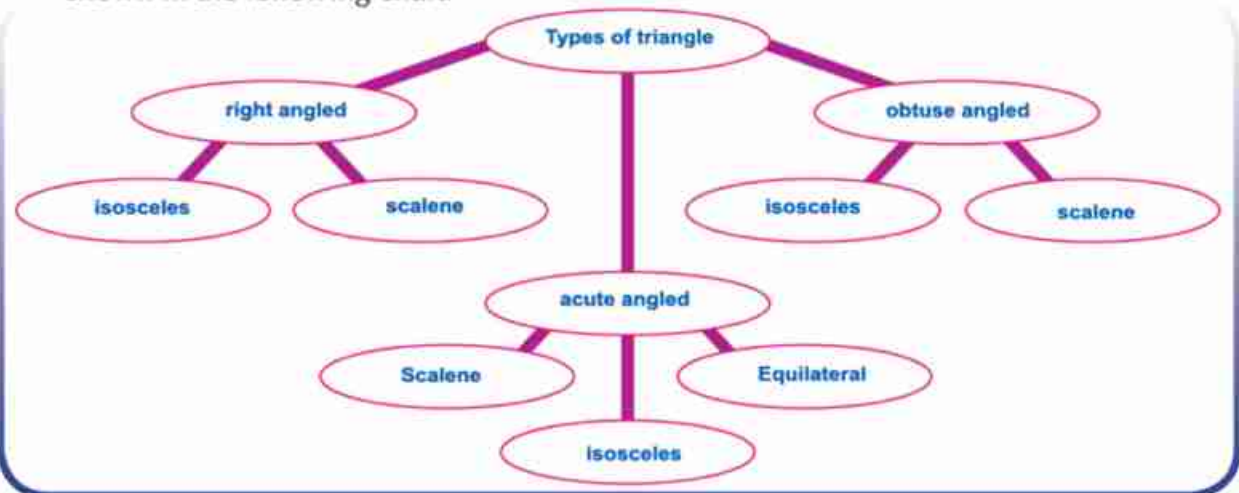 Types of triangle
right angled
obtuse angled
isosceles
scalene
isosceles
scalene
acute angled
Scalene
Equilateral
isosceles